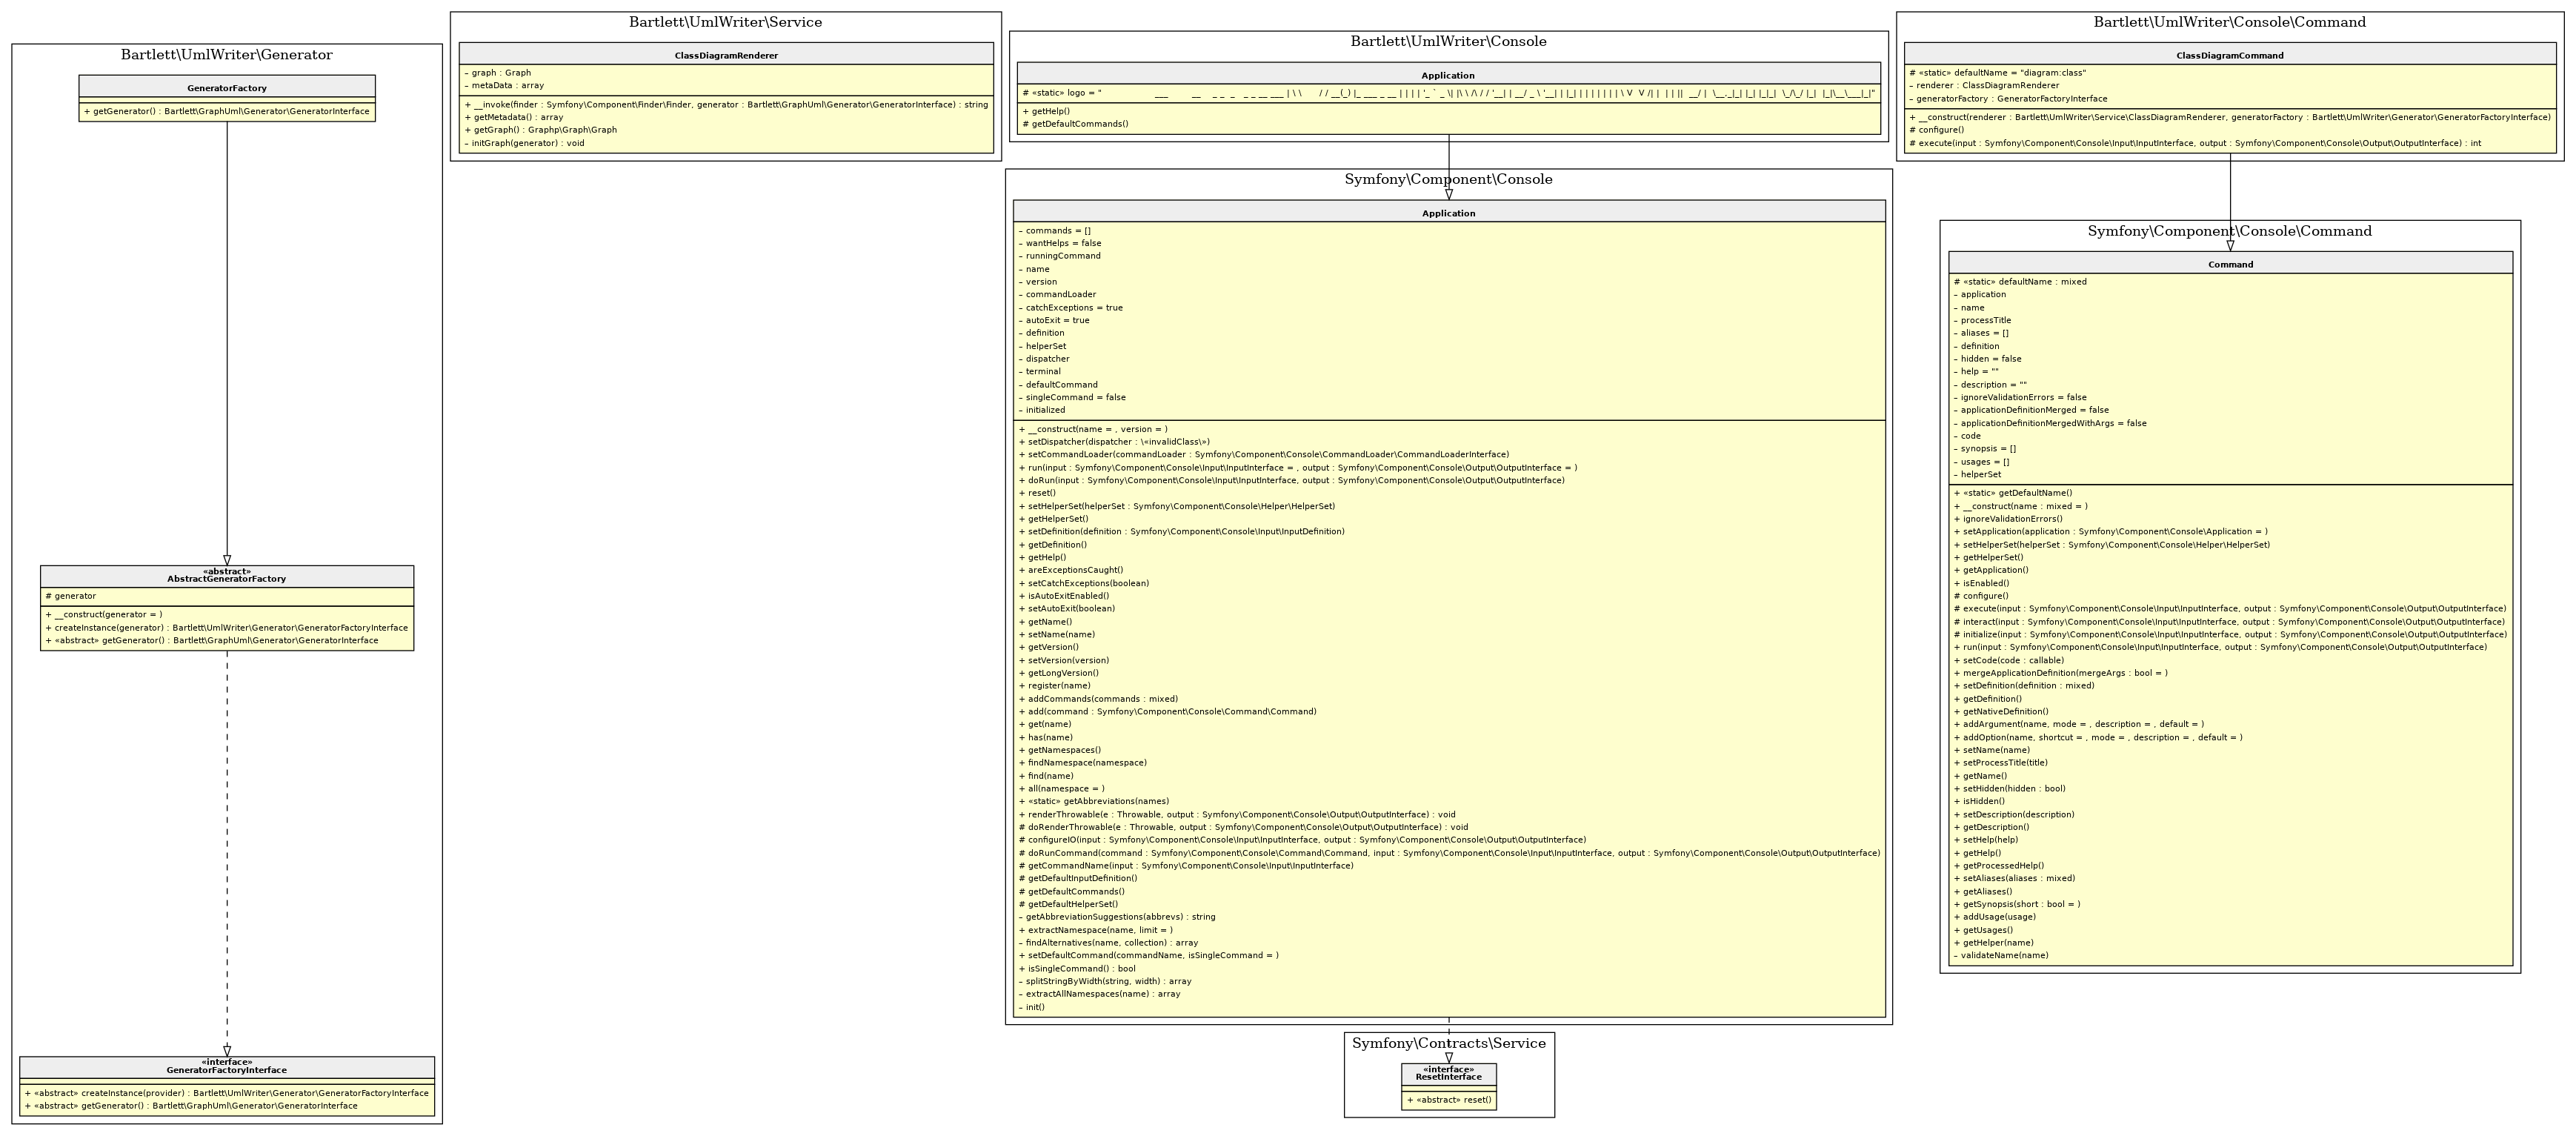 Bartlett\UmlWriter\Generator
GeneratorFactory
+ getGenerator() : Bartlett\GraphUml\Generator\GeneratorInterface
«abstract»
AbstractGeneratorFactory
# generator
+ __construct(generator = )
+ createInstance(generator) : Bartlett\UmlWriter\Generator\GeneratorFactoryInterface
+ «abstract» getGenerator() : Bartlett\GraphUml\Generator\GeneratorInterface
«interface»
GeneratorFactoryInterface
+ «abstract» createInstance(provider) : Bartlett\UmlWriter\Generator\GeneratorFactoryInterface
+ «abstract» getGenerator() : Bartlett\GraphUml\Generator\GeneratorInterface
Bartlett\UmlWriter\Service
ClassDiagramRenderer
– graph : Graph
– metaData : array
+ __invoke(finder : Symfony\Component\Finder\Finder, generator : Bartlett\GraphUml\Generator\GeneratorInterface) : string
+ getMetadata() : array
+ getGraph() : Graphp\Graph\Graph
– initGraph(generator) : void
Bartlett\UmlWriter\Console
Application
# «static» logo = "
+ getHelp()
# getDefaultCommands()
Symfony\Component\Console
Application
– commands = []
– wantHelps = false
– runningCommand
– name
– version
– commandLoader
– catchExceptions = true
– autoExit = true
– definition
– helperSet
– dispatcher
– terminal
– defaultCommand
– singleCommand = false
– initialized
+ __construct(name = , version = )
+ setDispatcher(dispatcher : \«invalidClass\»)
+ setCommandLoader(commandLoader : Symfony\Component\Console\CommandLoader\CommandLoaderInterface)
+ run(input : Symfony\Component\Console\Input\InputInterface = , output : Symfony\Component\Console\Output\OutputInterface = )
+ doRun(input : Symfony\Component\Console\Input\InputInterface, output : Symfony\Component\Console\Output\OutputInterface)
+ reset()
+ setHelperSet(helperSet : Symfony\Component\Console\Helper\HelperSet)
+ getHelperSet()
+ setDefinition(definition : Symfony\Component\Console\Input\InputDefinition)
+ getDefinition()
+ getHelp()
+ areExceptionsCaught()
+ setCatchExceptions(boolean)
+ isAutoExitEnabled()
+ setAutoExit(boolean)
+ getName()
+ setName(name)
+ getVersion()
+ setVersion(version)
+ getLongVersion()
+ register(name)
+ addCommands(commands : mixed)
+ add(command : Symfony\Component\Console\Command\Command)
+ get(name)
+ has(name)
+ getNamespaces()
+ findNamespace(namespace)
+ find(name)
+ all(namespace = )
+ «static» getAbbreviations(names)
+ renderThrowable(e : Throwable, output : Symfony\Component\Console\Output\OutputInterface) : void
# doRenderThrowable(e : Throwable, output : Symfony\Component\Console\Output\OutputInterface) : void
# configureIO(input : Symfony\Component\Console\Input\InputInterface, output : Symfony\Component\Console\Output\OutputInterface)
# doRunCommand(command : Symfony\Component\Console\Command\Command, input : Symfony\Component\Console\Input\InputInterface, output : Symfony\Component\Console\Output\OutputInterface)
# getCommandName(input : Symfony\Component\Console\Input\InputInterface)
# getDefaultInputDefinition()
# getDefaultCommands()
# getDefaultHelperSet()
– getAbbreviationSuggestions(abbrevs) : string
+ extractNamespace(name, limit = )
– findAlternatives(name, collection) : array
+ setDefaultCommand(commandName, isSingleCommand = )
+ isSingleCommand() : bool
– splitStringByWidth(string, width) : array
– extractAllNamespaces(name) : array
– init()
Symfony\Contracts\Service
«interface»
ResetInterface
+ «abstract» reset()
Bartlett\UmlWriter\Console\Command
ClassDiagramCommand
# «static» defaultName = "diagram:class"
– renderer : ClassDiagramRenderer
– generatorFactory : GeneratorFactoryInterface
+ __construct(renderer : Bartlett\UmlWriter\Service\ClassDiagramRenderer, generatorFactory : Bartlett\UmlWriter\Generator\GeneratorFactoryInterface)
# configure()
# execute(input : Symfony\Component\Console\Input\InputInterface, output : Symfony\Component\Console\Output\OutputInterface) : int
Symfony\Component\Console\Command
Command
# «static» defaultName : mixed
– application
– name
– processTitle
– aliases = []
– definition
– hidden = false
– help = ""
– description = ""
– ignoreValidationErrors = false
– applicationDefinitionMerged = false
– applicationDefinitionMergedWithArgs = false
– code
– synopsis = []
– usages = []
– helperSet
+ «static» getDefaultName()
+ __construct(name : mixed = )
+ ignoreValidationErrors()
+ setApplication(application : Symfony\Component\Console\Application = )
+ setHelperSet(helperSet : Symfony\Component\Console\Helper\HelperSet)
+ getHelperSet()
+ getApplication()
+ isEnabled()
# configure()
# execute(input : Symfony\Component\Console\Input\InputInterface, output : Symfony\Component\Console\Output\OutputInterface)
# interact(input : Symfony\Component\Console\Input\InputInterface, output : Symfony\Component\Console\Output\OutputInterface)
# initialize(input : Symfony\Component\Console\Input\InputInterface, output : Symfony\Component\Console\Output\OutputInterface)
+ run(input : Symfony\Component\Console\Input\InputInterface, output : Symfony\Component\Console\Output\OutputInterface)
+ setCode(code : callable)
+ mergeApplicationDefinition(mergeArgs : bool = )
+ setDefinition(definition : mixed)
+ getDefinition()
+ getNativeDefinition()
+ addArgument(name, mode = , description = , default = )
+ addOption(name, shortcut = , mode = , description = , default = )
+ setName(name)
+ setProcessTitle(title)
+ getName()
+ setHidden(hidden : bool)
+ isHidden()
+ setDescription(description)
+ getDescription()
+ setHelp(help)
+ getHelp()
+ getProcessedHelp()
+ setAliases(aliases : mixed)
+ getAliases()
+ getSynopsis(short : bool = )
+ addUsage(usage)
+ getUsages()
+ getHelper(name)
– validateName(name)